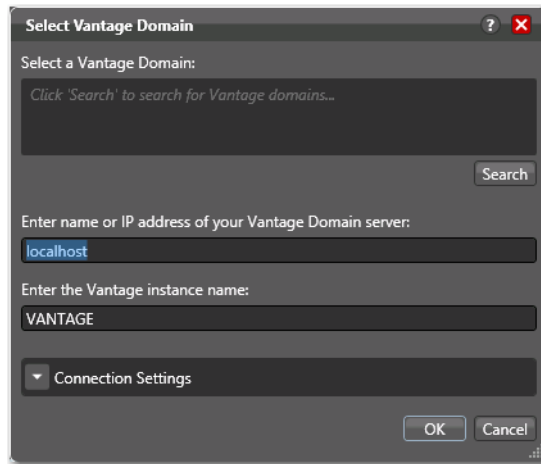 Select Vantage Domain
?
Select a Vantage Domain:
Click 'Search' to search for Vantage domains...
Search
Enter name or IP address of your Vantage Domain server:
localhost
Enter the Vantage instance name:
VANTAGE
Connection Settings
OK Cancel